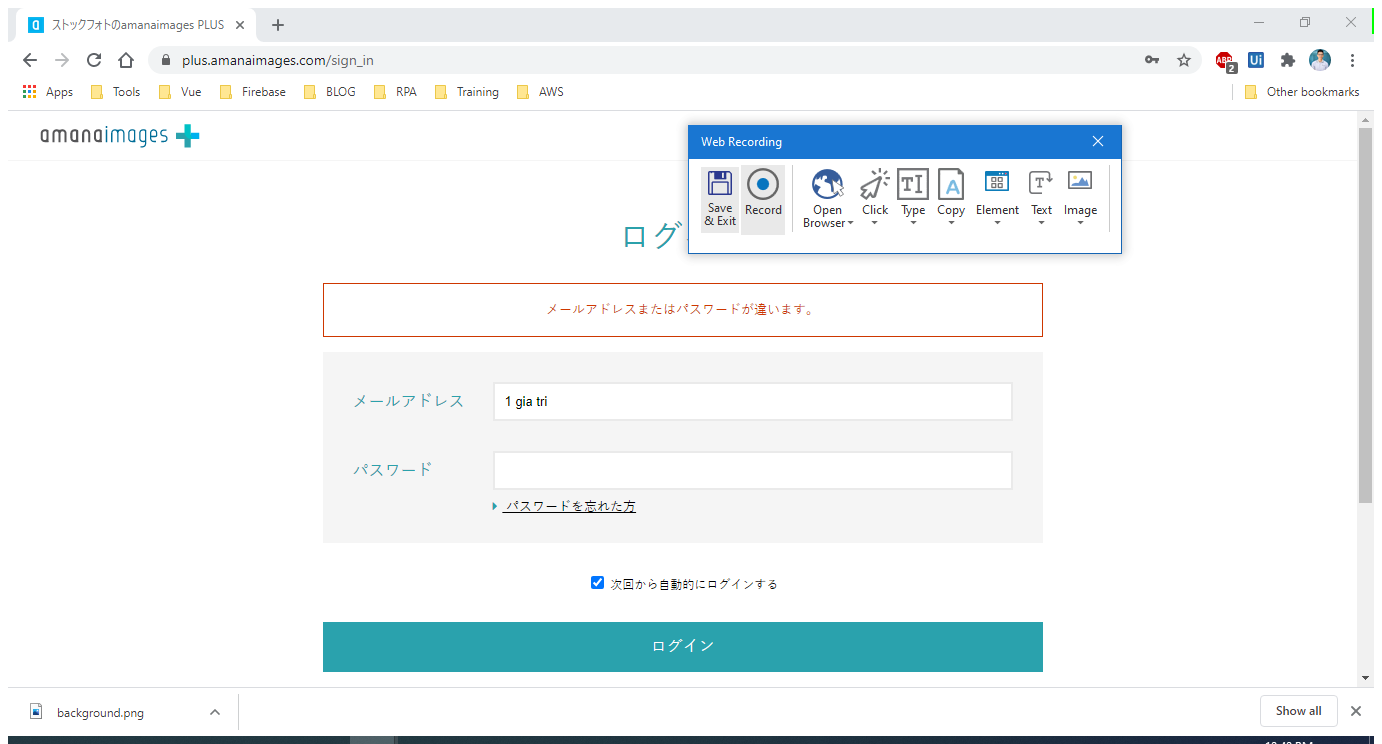 ストックフォトのamanaimages PLUS
plus.amanaimages.com/sign_in
ABP
2
Ui
Apps
Tools
Vue
Firebase
BLOG
RPA
Training
AWS
Other bookmarks
amanaimages
Web Recording
Save & Exit
Record
Open Browser
Click
Type
Copy
Element
Text
Image
ログ
メールアドレスまたはパスワードが違います。
メールアドレス
1 gia tri
パスワード
パスワードを忘れた方
次回から自動的にログインする
ログイン
background.png
Show all